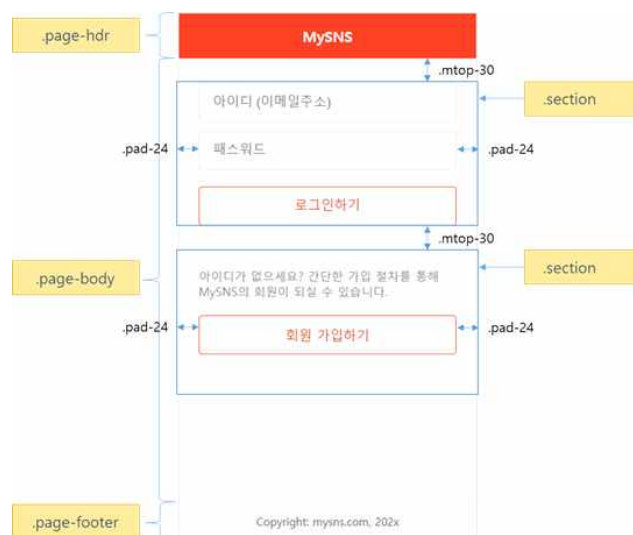 .page-hdr
MySNS
.mtop-30
아이디 (이메일주소)
.section
.pad-24
패스워드
.pad-24
로그인하기
.mtop-30
.page-body
아이디가 없으세요? 간단한 가입 절차를 통해
MySNS의 회원이 되실 수 있습니다.
.section
.pad-24
회원 가입하기
.pad-24
.page-footer
Copyright: mysns.com, 202x